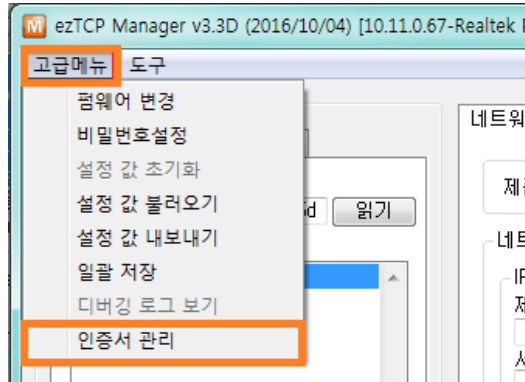 ezTCP Manager v3.3D (2016/10/04) [10.11.0.67-Realtek
고급메뉴 도구
펌웨어 변경
비밀번호설정
설정 값 초기화
설정 값 불러오기
설정 값 내보내기
일괄 저장
디버깅 로그 보기
인증서 관리
읽기